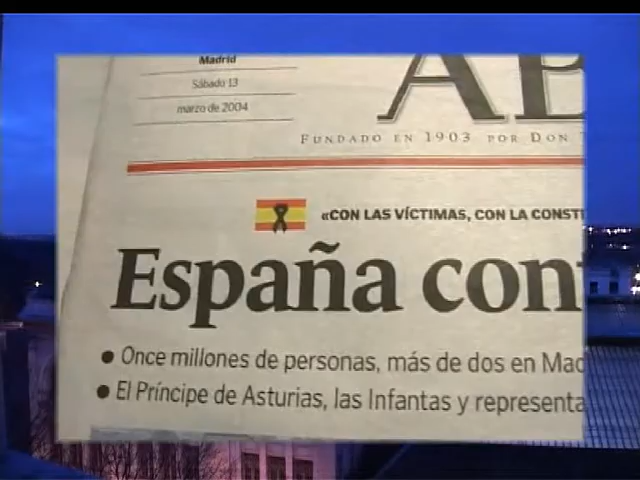 Madrid
Sábado 13
marzo de 2004
AB
FUNDADO EN 1903 POR DON
«CON LAS VÍCTIMAS, CON LA CONSTI
España con
● Once millones de personas, más de dos en Mad
● El Príncipe de Asturias, las Infantas y representa